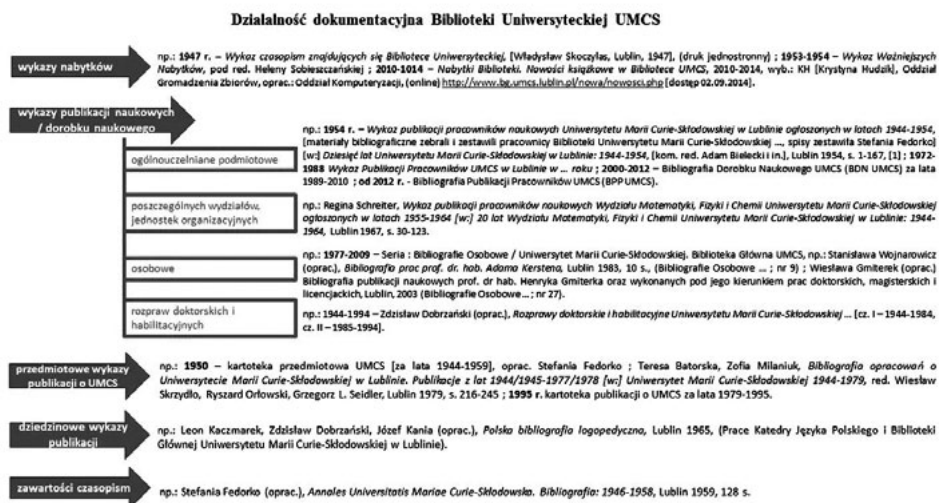 Działalność dokumentacyjna Biblioteki Uniwersyteckiej UMCS
wykazy nabytków
np.: 1947 r. – Wykaz czasopism znajdujących się Bibliotece Uniwersyteckiej, [Władysław Skoczylas, Lublin, 1947], (druk jednostronny) ; 1953-1954 – Wykaz Ważniejszych
Nabytków, pod red. Heleny Sobieszczańskiej ; 2010-1014 – Nabytki Biblioteki. Nowości książkowe w Bibliotece UMCS, 2010-2014, wyb.: KH [Krystyna Hudzik], Oddział
Gromadzenia Zbiorów, oprac.: Oddział Komputeryzacji, (online) http://www.bg.umcs.lublin.pl/nowa/nowosci.php [dostęp 02.09.2014].
wykazy publikacji naukowych
/ dorobku naukowego
ogólnouczelniane podmiotowe
np.: 1954 r. – Wykaz publikacji pracowników naukowych Uniwersytetu Marii Curie-Skłodowskiej w Lublinie ogłoszonych w latach 1944-1954,
[materiały bibliograficzne zebrali i zestawili pracownicy Biblioteki Uniwersytetu Marii Curie-Skłodowskiej ..., spisy zestawiła Stefania Fedorko]
[w:] Dziesięć lat Uniwersytetu Marii Curie-Skłodowskiej w Lublinie: 1944-1954, [kom. red. Adam Bielecki i in.], Lublin 1954, s. 1-167, [1] ; 1972-
1988 Wykaz Publikacji Pracowników UMCS w Lublinie w ... roku ; 2000-2012 – Bibliografia Dorobku Naukowego UMCS (BDN UMCS) za lata
1989-2010 ; od 2012 r. - Bibliografia Publikacji Pracowników UMCS (BPP UMCS).
poszczególnych wydziałów,
jednostek organizacyjnych
np.: Regina Schreiter, Wykaz publikacji pracowników naukowych Wydziału Matematyki, Fizyki i Chemii Uniwersytetu Marii Curie-Skłodowskiej
ogłoszonych w latach 1955-1964 [w:] 20 lat Wydziału Matematyki, Fizyki i Chemii Uniwersytetu Marii Curie-Skłodowskiej w Lublinie: 1944-
1964, Lublin 1967, s. 30-123.
osobowe
np.: 1977-2009 – Seria : Bibliografie Osobowe / Uniwersytet Marii Curie-Skłodowskiej. Biblioteka Główna UMCS, np.: Stanisława Wojnarowicz
(oprac.), Bibliografia prac prof. dr. hab. Adama Kerstena, Lublin 1983, 10 s., (Bibliografie Osobowe ... ; nr 9) ; Wiesława Gmiterek (oprac.)
Bibliografia publikacji naukowych prof. dr hab. Henryka Gmiterka oraz wykonanych pod jego kierunkiem prac doktorskich, magisterskich i
licencjackich, Lublin, 2003 (Bibliografie Osobowe ... ; nr 27).
rozpraw doktorskich i
habilitacyjnych
np.: 1944-1994 – Zdzisław Dobrzański (oprac.), Rozprawy doktorskie i habilitacyjne Uniwersytetu Marii Curie-Skłodowskiej ... [cz. I – 1944-1984,
cz. II – 1985-1994].
przedmiotowe wykazy
publikacji o UMCS
np.: 1950 – kartoteka przedmiotowa UMCS [za lata 1944-1959], oprac. Stefania Fedorko ; Teresa Batorska, Zofia Milaniuk, Bibliografia opracowań o
Uniwersytecie Marii Curie-Skłodowskiej w Lublinie. Publikacje z lat 1944/1945-1977/1978 [w:] Uniwersytet Marii Curie-Skłodowskiej 1944-1979, red. Wiesław
Skrzydło, Ryszard Orłowski, Grzegorz L. Seidler, Lublin 1979, s. 216-245 ; 1995 r. kartoteka publikacji o UMCS za lata 1979-1995.
dziedzinowe wykazy
publikacji
np.: Leon Kaczmarek, Zdzisław Dobrzański, Józef Kania (oprac.), Polska bibliografia logopedyczna, Lublin 1965, (Prace Katedry Języka Polskiego i Biblioteki
Głównej Uniwersytetu Marii Curie-Skłodowskiej w Lublinie).
zawartości czasopism
np.: Stefania Fedorko (oprac.), Annales Universitatis Mariae Curie-Skłodowska. Bibliografia: 1946-1958, Lublin 1959, 128 s.